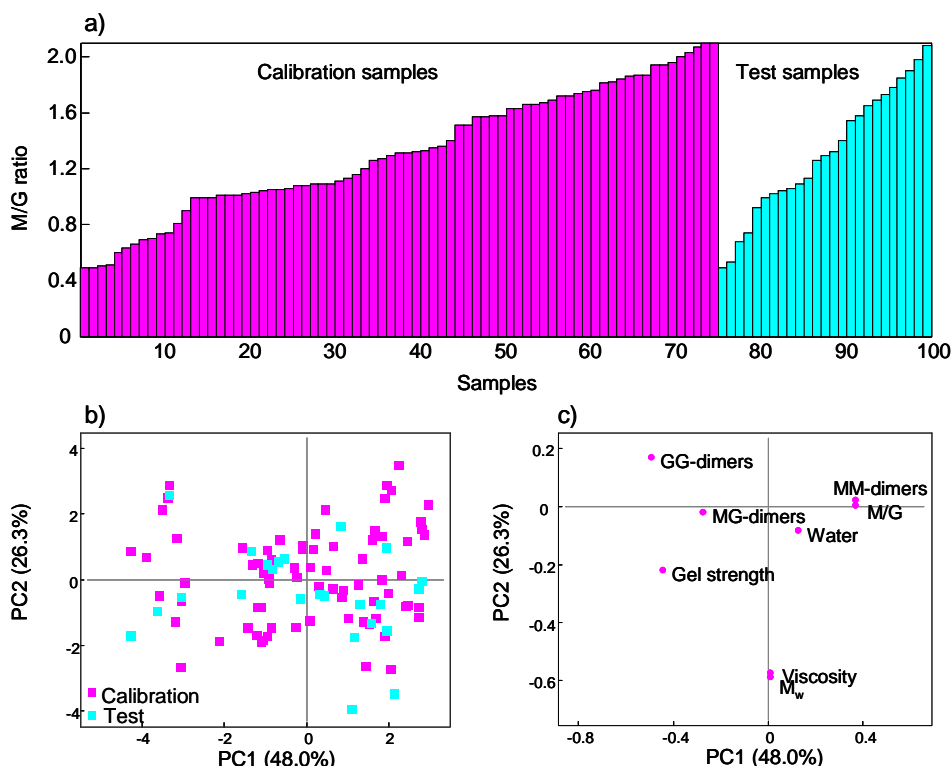 a)
2.0
1.6
1.2
0.8
0.4
0
M/G ratio
Calibration samples
Test samples
10 20 30 40 50 60 70 80 90 100
Samples
b)
4
2
0
-2
-4
PC2 (26.3%)
Calibration
Test
-4 -2 0 2
PC1 (48.0%)
c)
0.2
0
-0.2
-0.4
-0.6
PC2 (26.3%)
GG-dimers
MM-dimers
M/G
MG-dimers
Water
Gel strength
Viscosity
Mw
-0.8 -0.4 0 0.4
PC1 (48.0%)